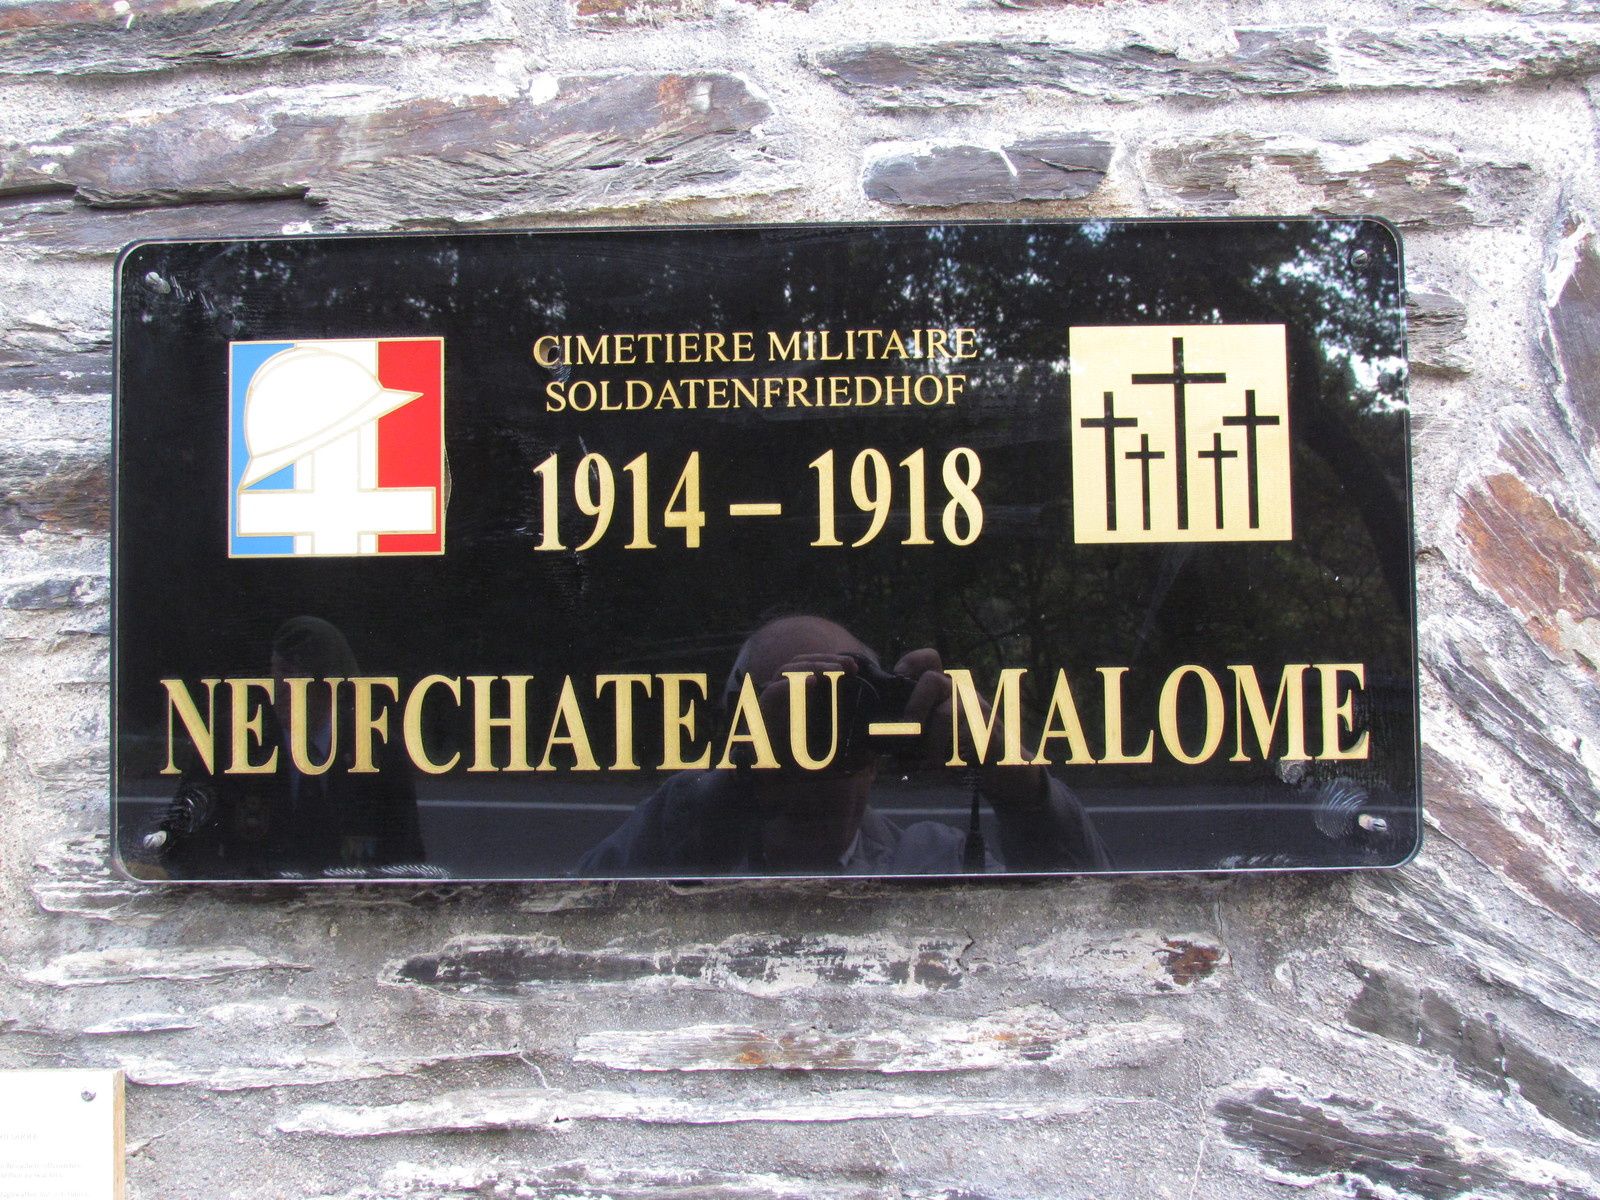 CIMETIERE MILITAIRE
SOLDATENFRIEDHOF
1914 – 1918
NEUFCHATEAU – MALOME